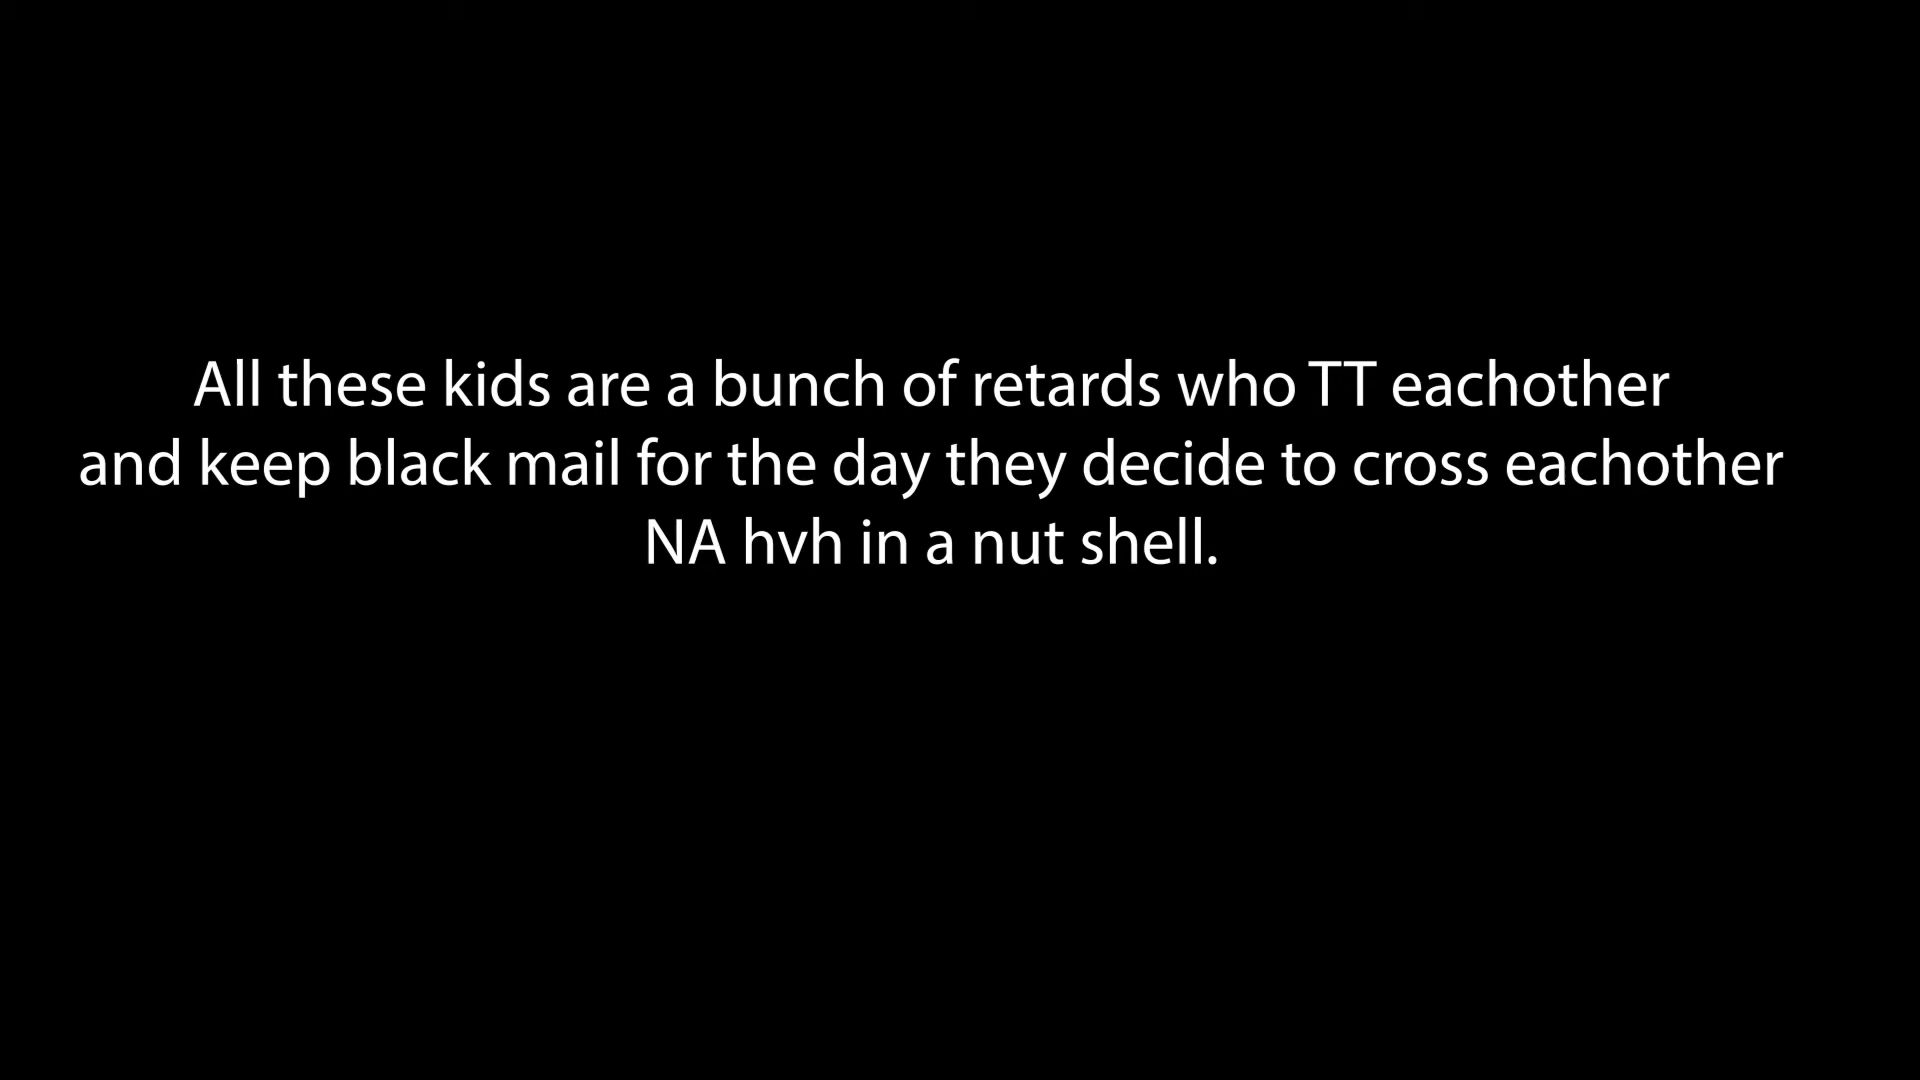 All these kids are a bunch of retards who TT eachother
and keep black mail for the day they decide to cross eachother
NA hvh in a nut shell.